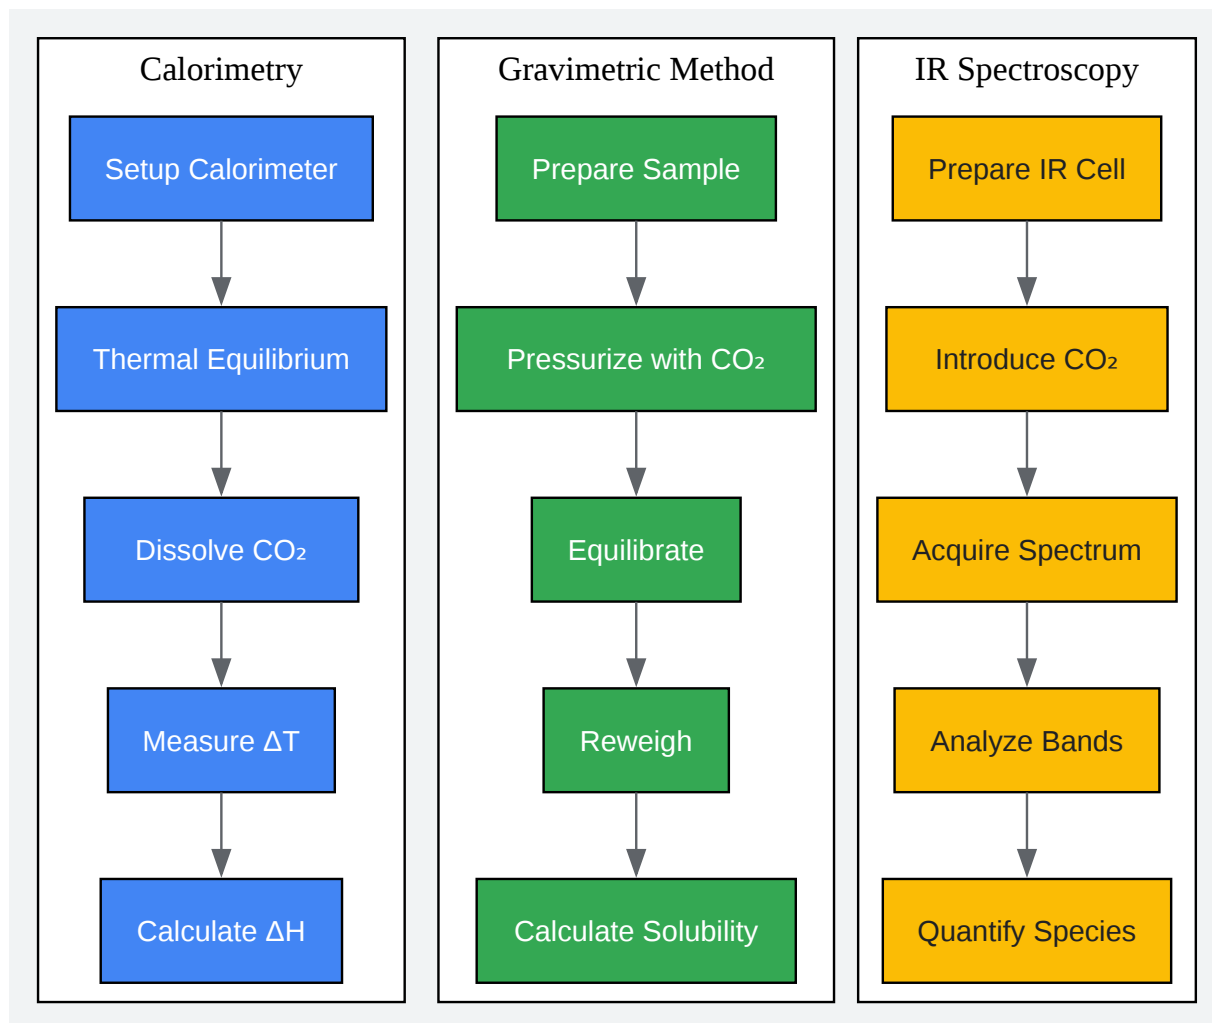 Calorimetry
Setup Calorimeter
Thermal Equilibrium
Dissolve CO₂
Measure ΔT
Calculate ΔH
Gravimetric Method
Prepare Sample
Pressurize with CO₂
Equilibrate
Reweigh
Calculate Solubility
IR Spectroscopy
Prepare IR Cell
Introduce CO₂
Acquire Spectrum
Analyze Bands
Quantify Species